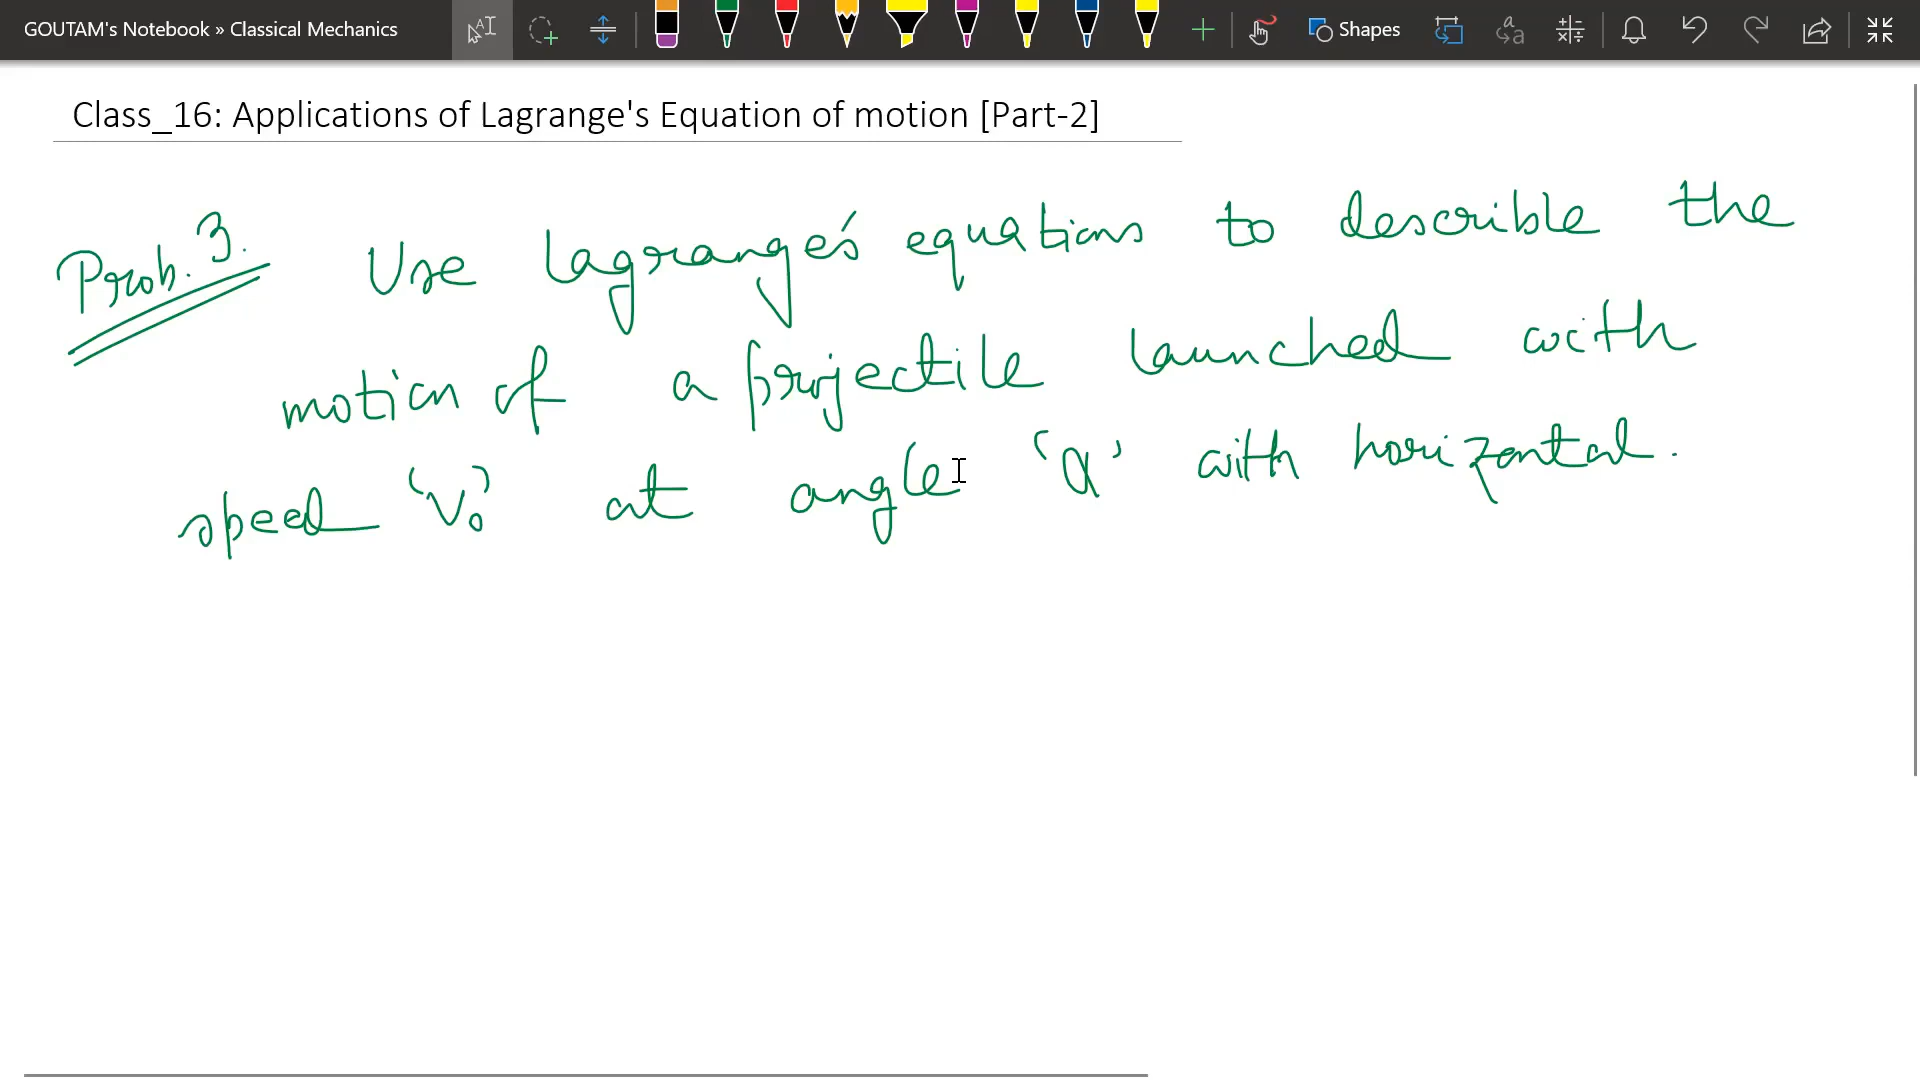 GOUTAM's Notebook » Classical Mechanics
Shapes
Class_16: Applications of Lagrange's Equation of motion [Part-2]
Prob. 3. Use Lagrange's equations to describle the
motion of a projectile launched with
speed 'v₀' at angle 'α' with horizontal.